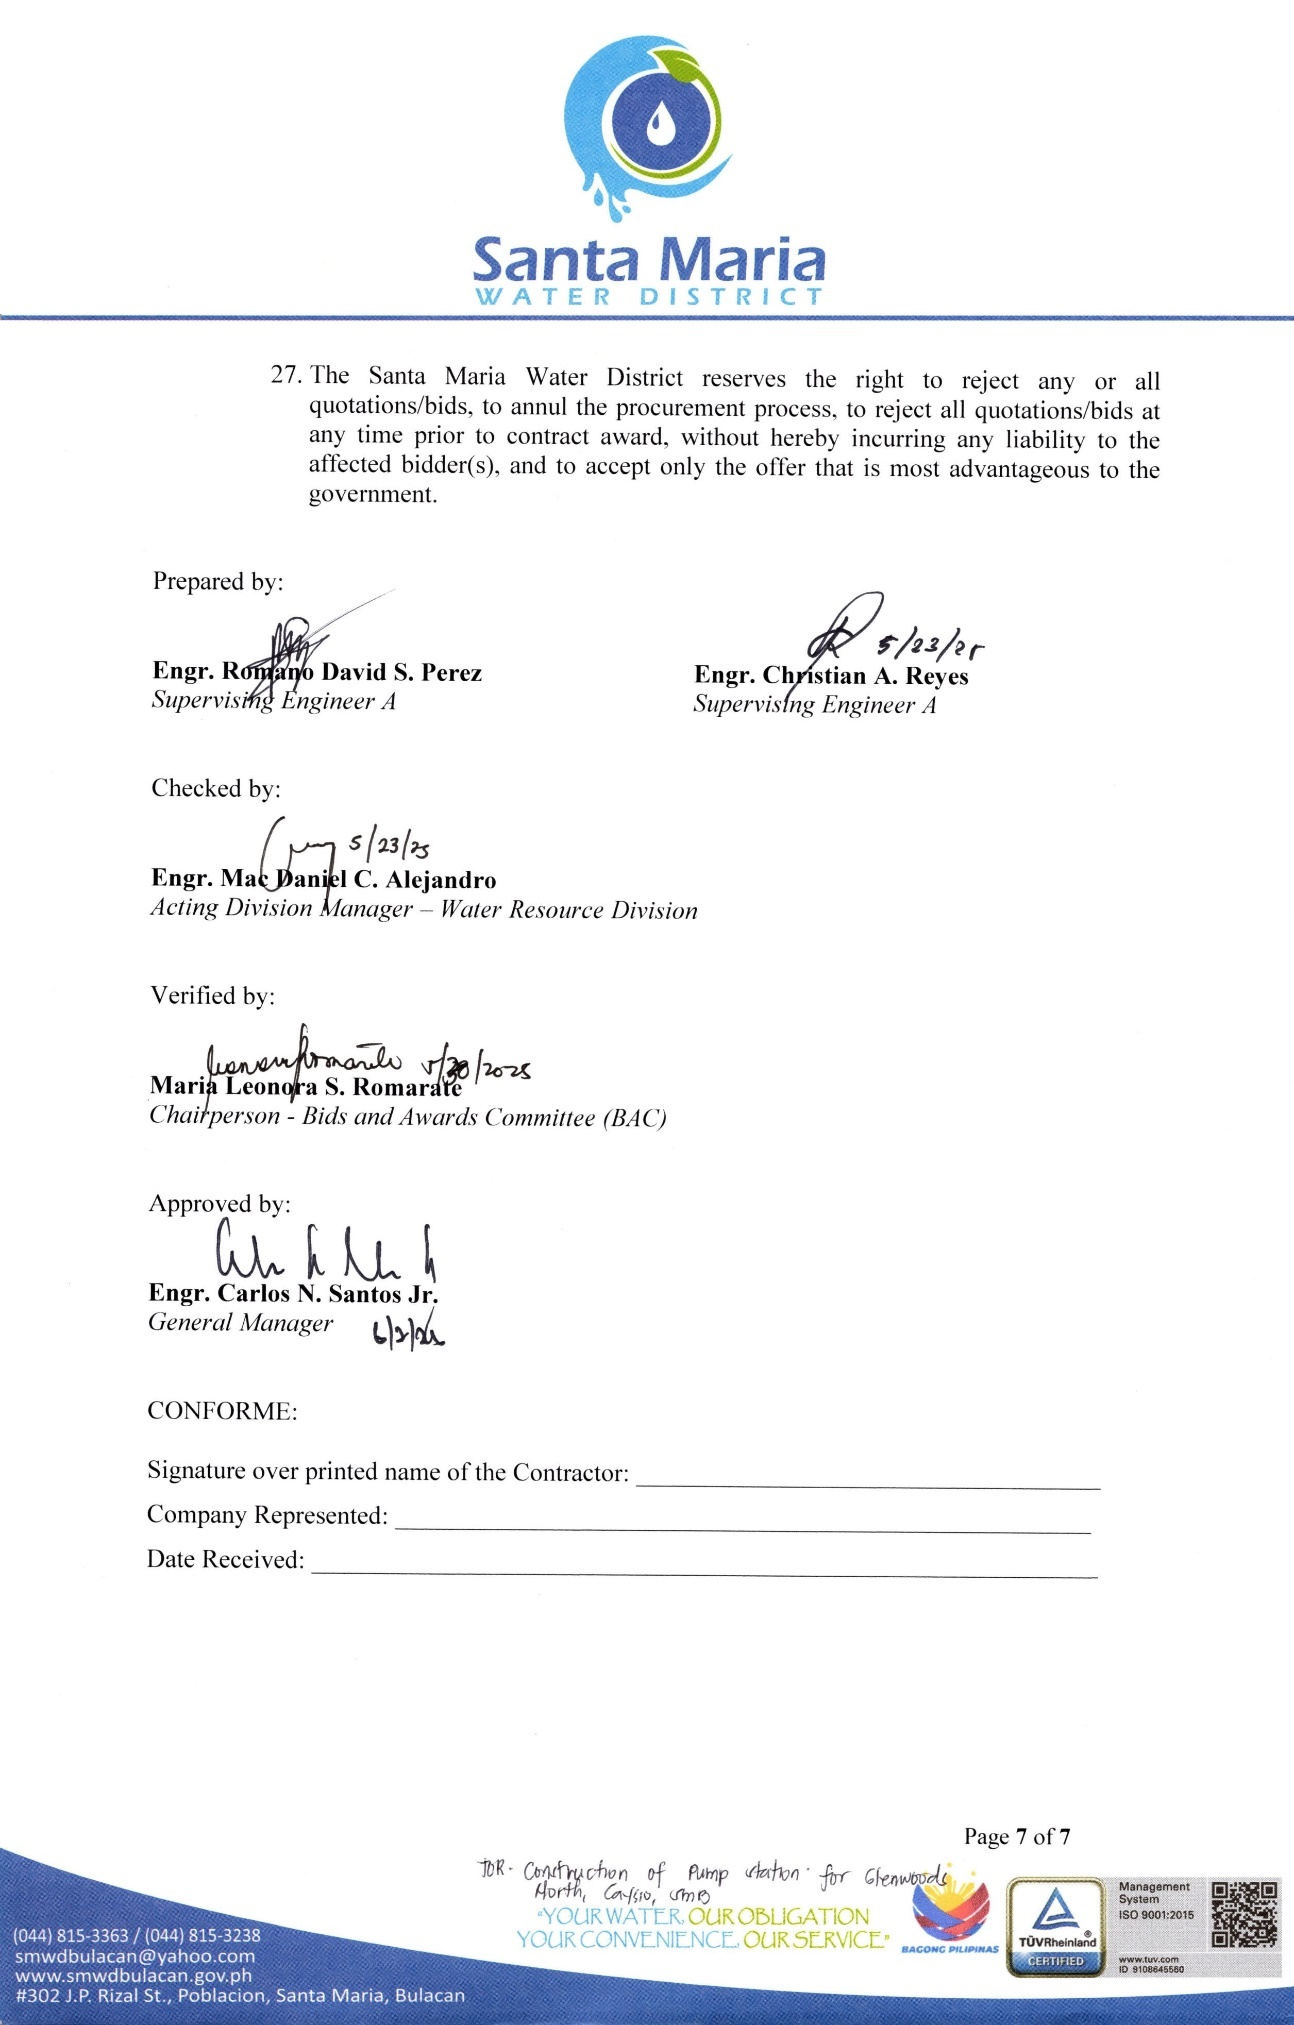 Santa Maria
WATER DISTRICT
27. The Santa Maria Water District reserves the right to reject any or all
quotations/bids, to annul the procurement process, to reject all quotations/bids at
any time prior to contract award, without hereby incurring any liability to the
affected bidder(s), and to accept only the offer that is most advantageous to the
government.
Prepared by:
5/23/25
Engr. Romano David S. Perez
Engr. Christian A. Reyes
Supervising Engineer A
Supervising Engineer A
Checked by:
5/23/25
Engr. Mac Daniel C. Alejandro
Acting Division Manager – Water Resource Division
Verified by:
5/30/2025
Maria Leonora S. Romarate
Chairperson - Bids and Awards Committee (BAC)
Approved by:
Engr. Carlos N. Santos Jr.
General Manager
CONFORME:
Signature over printed name of the Contractor:
Company Represented:
Date Received:
Page 7 of 7
TOR - Construction of Pump Station for Glenwoods
North, Caysio, SMB
"YOUR WATER, OUR OBLIGATION
YOUR CONVENIENCE, OUR SERVICE"
(044) 815-3363 / (044) 815-3238
smwdbulacan@yahoo.com
www.smwdbulacan.gov.ph
#302 J.P. Rizal St., Poblacion, Santa Maria, Bulacan
BAGONG PILIPINAS
TÜVRheinland
CERTIFIED
Management
System
ISO 9001:2015
www.tuv.com
ID 9108645580